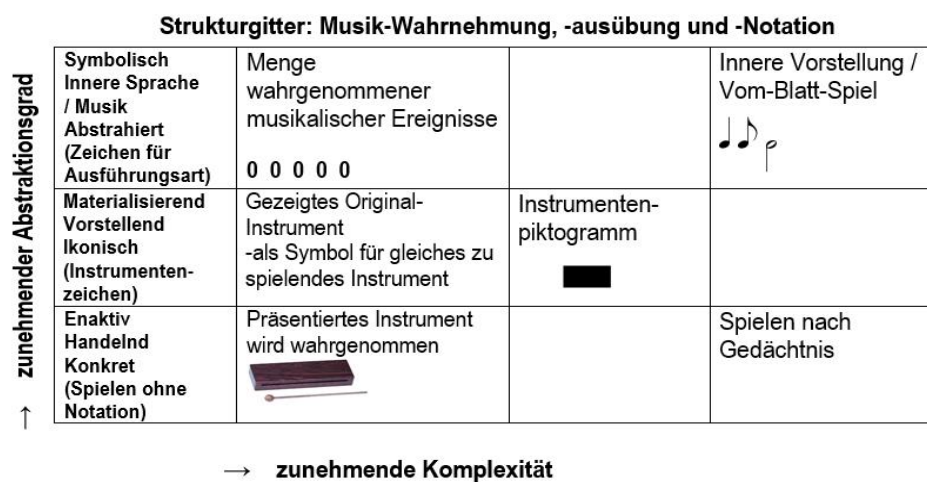 Strukturgitter: Musik-Wahrnehmung, -ausübung und -Notation
zunehmender Abstraktionsgrad
→
Symbolisch
Innere Sprache
/ Musik
Abstrahiert
(Zeichen für
Ausführungsart)
Menge
wahrgenommener
musikalischer Ereignisse
0 0 0 0 0
Innere Vorstellung /
Vom-Blatt-Spiel
Materialisierend
Vorstellend
Ikonisch
(Instrumenten-
zeichen)
Gezeigtes Original-
Instrument
-als Symbol für gleiches zu
spielendes Instrument
Instrumenten-
piktogramm
Enaktiv
Handelnd
Konkret
(Spielen ohne
Notation)
Präsentiertes Instrument
wird wahrgenommen
Spielen nach
Gedächtnis
→ zunehmende Komplexität